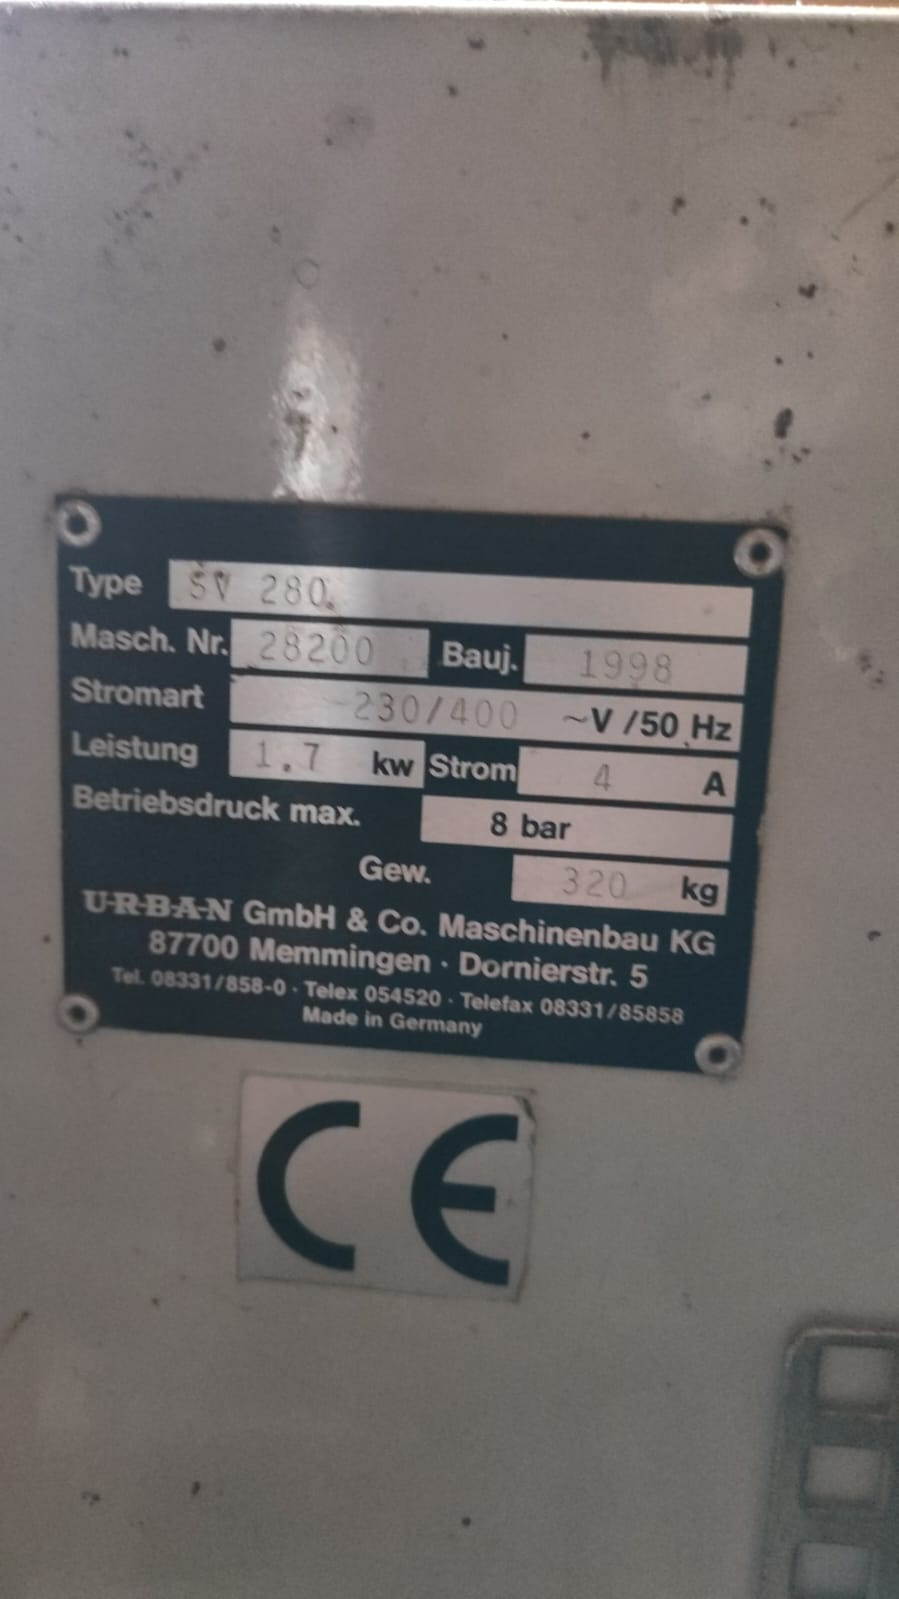 Type SV 280.
Masch. Nr. 28200 Bauj. 1998
Stromart 230/400 ~V /50 Hz
Leistung 1.7 kw Strom 4 A
Betriebsdruck max. 8 bar
Gew. 320 kg
U-R-B-A-N GmbH & Co. Maschinenbau KG
87700 Memmingen · Dornierstr. 5
Tel. 08331/858-0 · Telex 054520 · Telefax 08331/85858
Made in Germany
CE